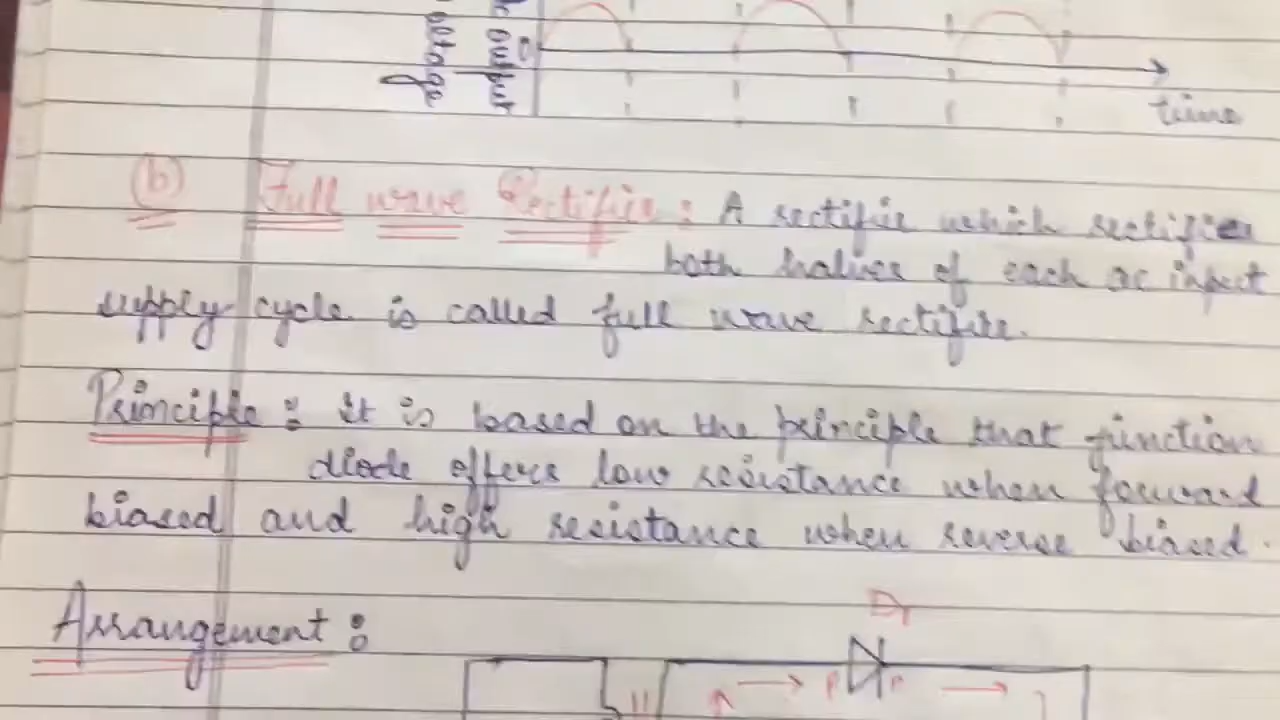 output
voltage
time
(b) Full wave Rectifier : A rectifier which rectifies
both halves of each ac input
supply cycle is called full wave rectifier.
Principle : it is based on the principle that junction
diode offers low resistance when forward
biased and high resistance when reverse biased.
Arrangement :
D1